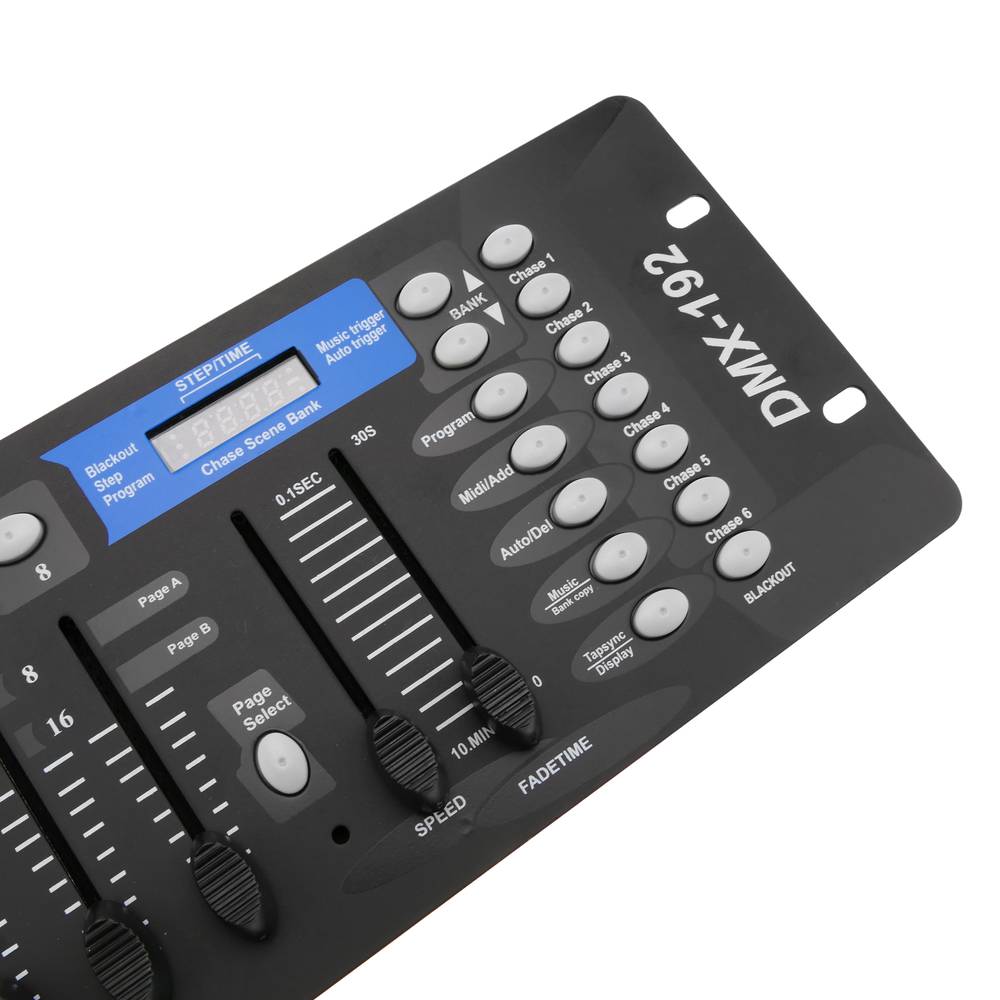 DMX-192
STEP/TIME
Music trigger
Auto trigger
Blackout
Step
Program
Chase Scene Bank
BANK
Chase 1
Chase 2
Chase 3
Chase 4
Chase 5
Chase 6
BLACKOUT
Program
Midi/Add
Auto/Del
Music
Bank copy
Tapsync
Display
8
8
16
Page A
Page B
Page
Select
0.1SEC
30S
10.MIN
0
SPEED
FADETIME